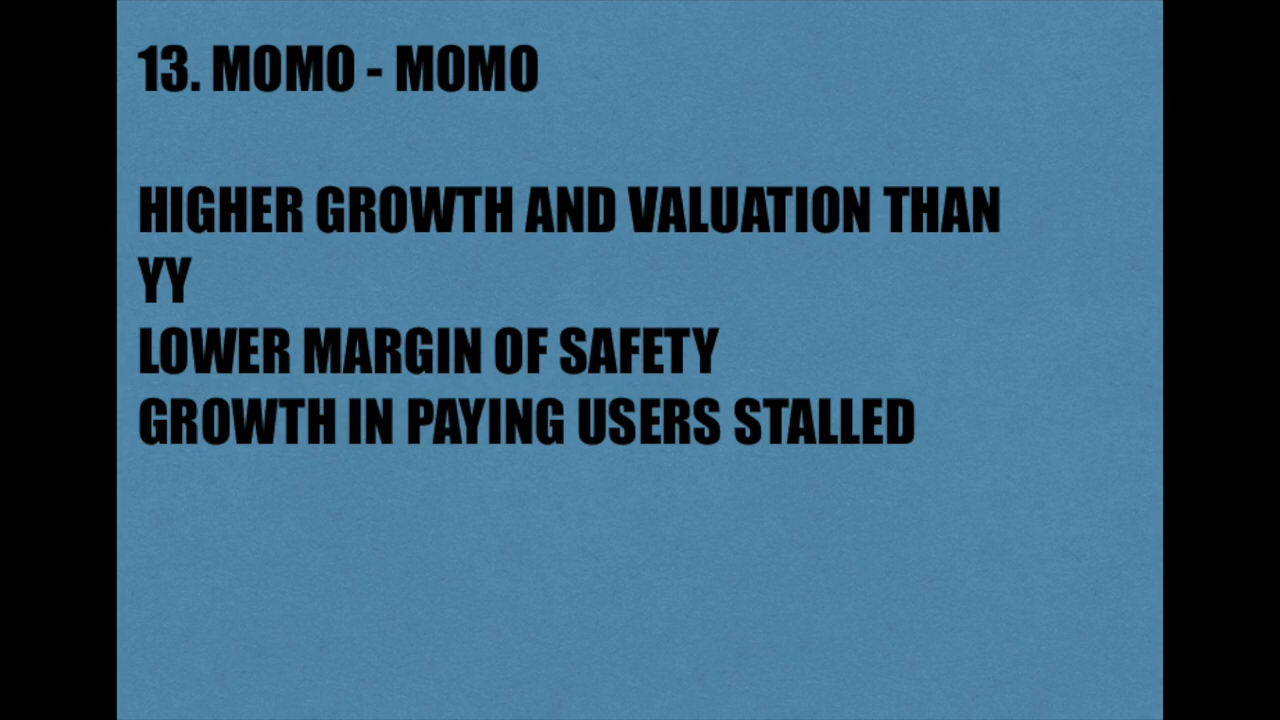 13. MOMO - MOMO
HIGHER GROWTH AND VALUATION THAN
YY
LOWER MARGIN OF SAFETY
GROWTH IN PAYING USERS STALLED